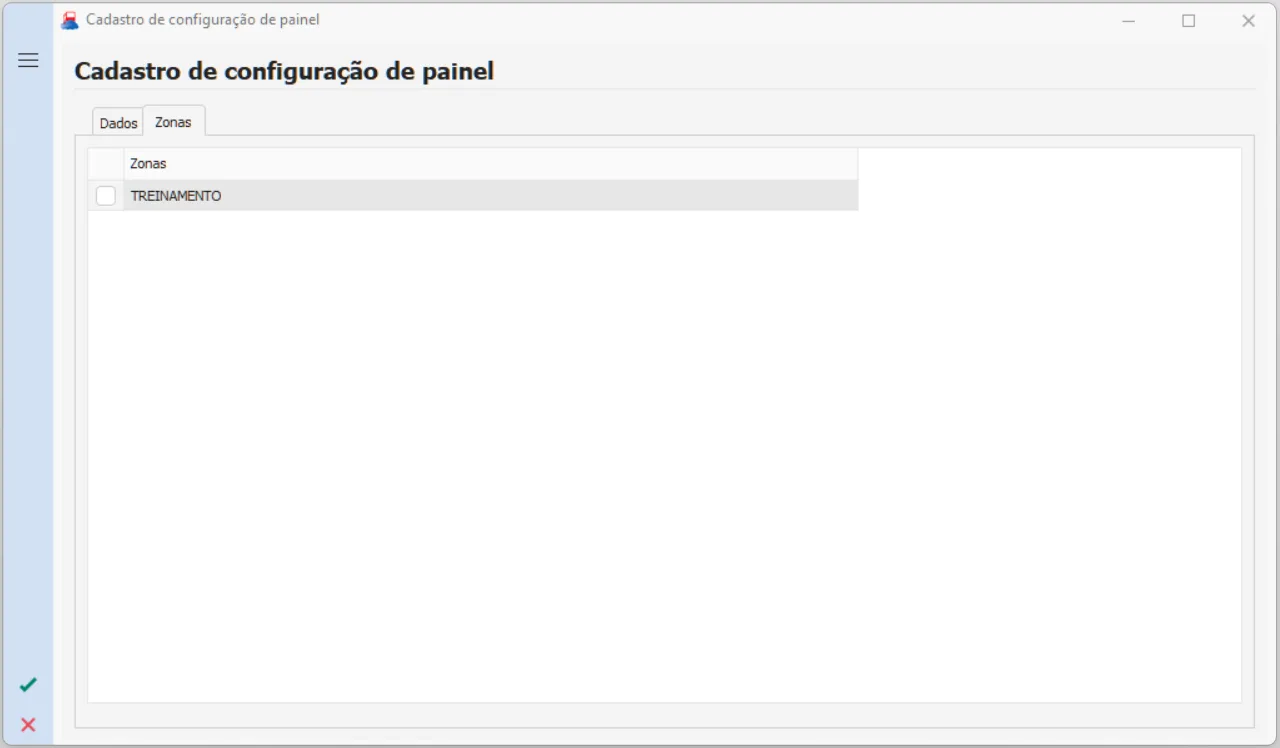 Cadastro de configuração de painel
Cadastro de configuração de painel
Dados
Zonas
Zonas
TREINAMENTO